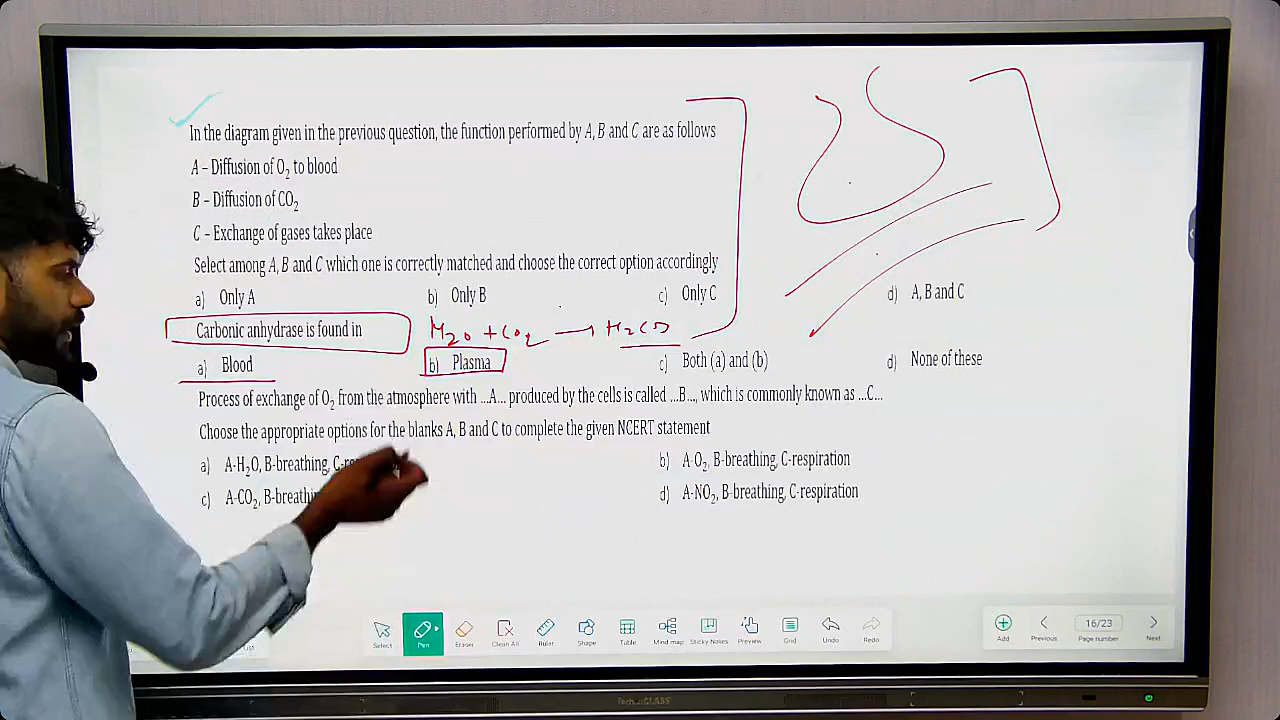 In the diagram given in the previous question, the function performed by A, B and C are as follows
A – Diffusion of O₂ to blood
B – Diffusion of CO₂
C – Exchange of gases takes place
Select among A, B and C which one is correctly matched and choose the correct option accordingly
a) Only A b) Only B c) Only C d) A, B and C
Carbonic anhydrase is found in H₂O + CO₂ → H₂CO
a) Blood b) Plasma c) Both (a) and (b) d) None of these
Process of exchange of O₂ from the atmosphere with ...A... produced by the cells is called ...B..., which is commonly known as ...C...
Choose the appropriate options for the blanks A, B and C to complete the given NCERT statement
a) A-H₂O, B-breathing, b) A-O₂, B-breathing, C-respiration
c) A-CO₂, d) A-NO₂, B-breathing, C-respiration
Select Pen Eraser Clean All Ruler Shape Table Mind map Sticky Notes Preview Grid Undo Redo
Add Previous 16/23 Page number Next